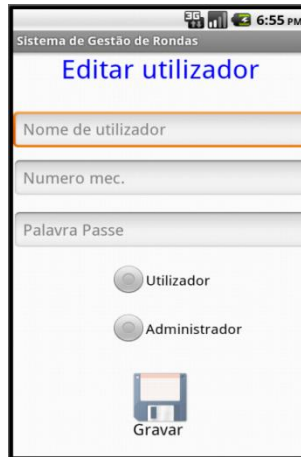 3G 6:55 PM
Sistema de Gestão de Rondas
Editar utilizador
Nome de utilizador
Numero mec.
Palavra Passe
Utilizador
Administrador
Gravar